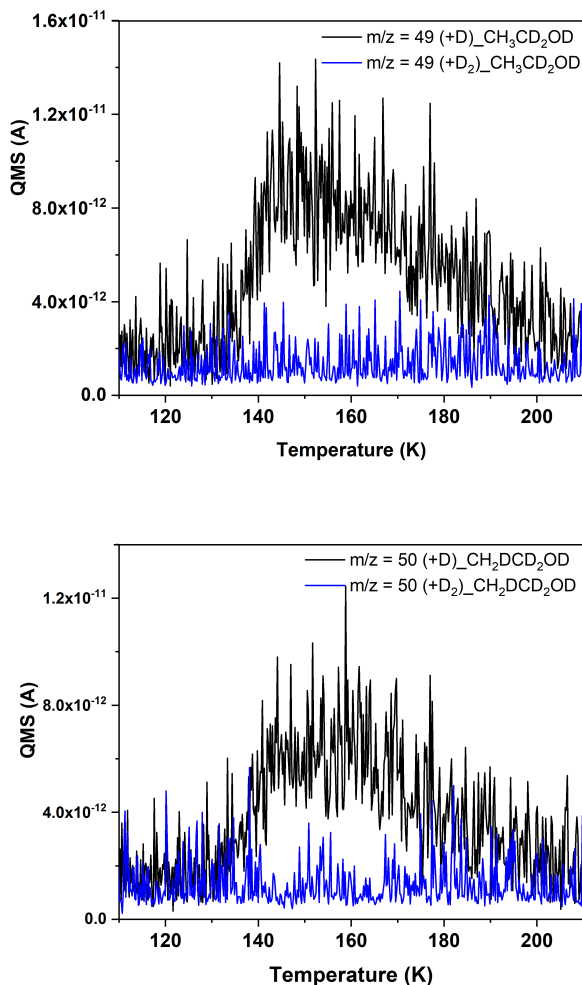 1.6x10⁻¹¹
m/z = 49 (+D)_CH₃CD₂OD
m/z = 49 (+D₂)_CH₃CD₂OD
1.2x10⁻¹¹
QMS (A)
8.0x10⁻¹²
4.0x10⁻¹²
0.0
120 140 160 180 200
Temperature (K)
m/z = 50 (+D)_CH₂DCD₂OD
m/z = 50 (+D₂)_CH₂DCD₂OD
1.2x10⁻¹¹
QMS (A)
8.0x10⁻¹²
4.0x10⁻¹²
0.0
120 140 160 180 200
Temperature (K)